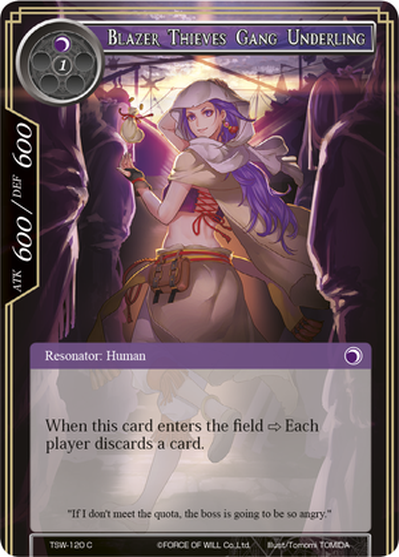 Blazer Thieves Gang Underling
1
ATK 600 / DEF 600
Resonator: Human
When this card enters the field ⇨ Each
player discards a card.
"If I don't meet the quota, the boss is going to be so angry."
TSW-120 C ©FORCE OF WILL Co.,Ltd. Illust/Tomomi TOMIDA